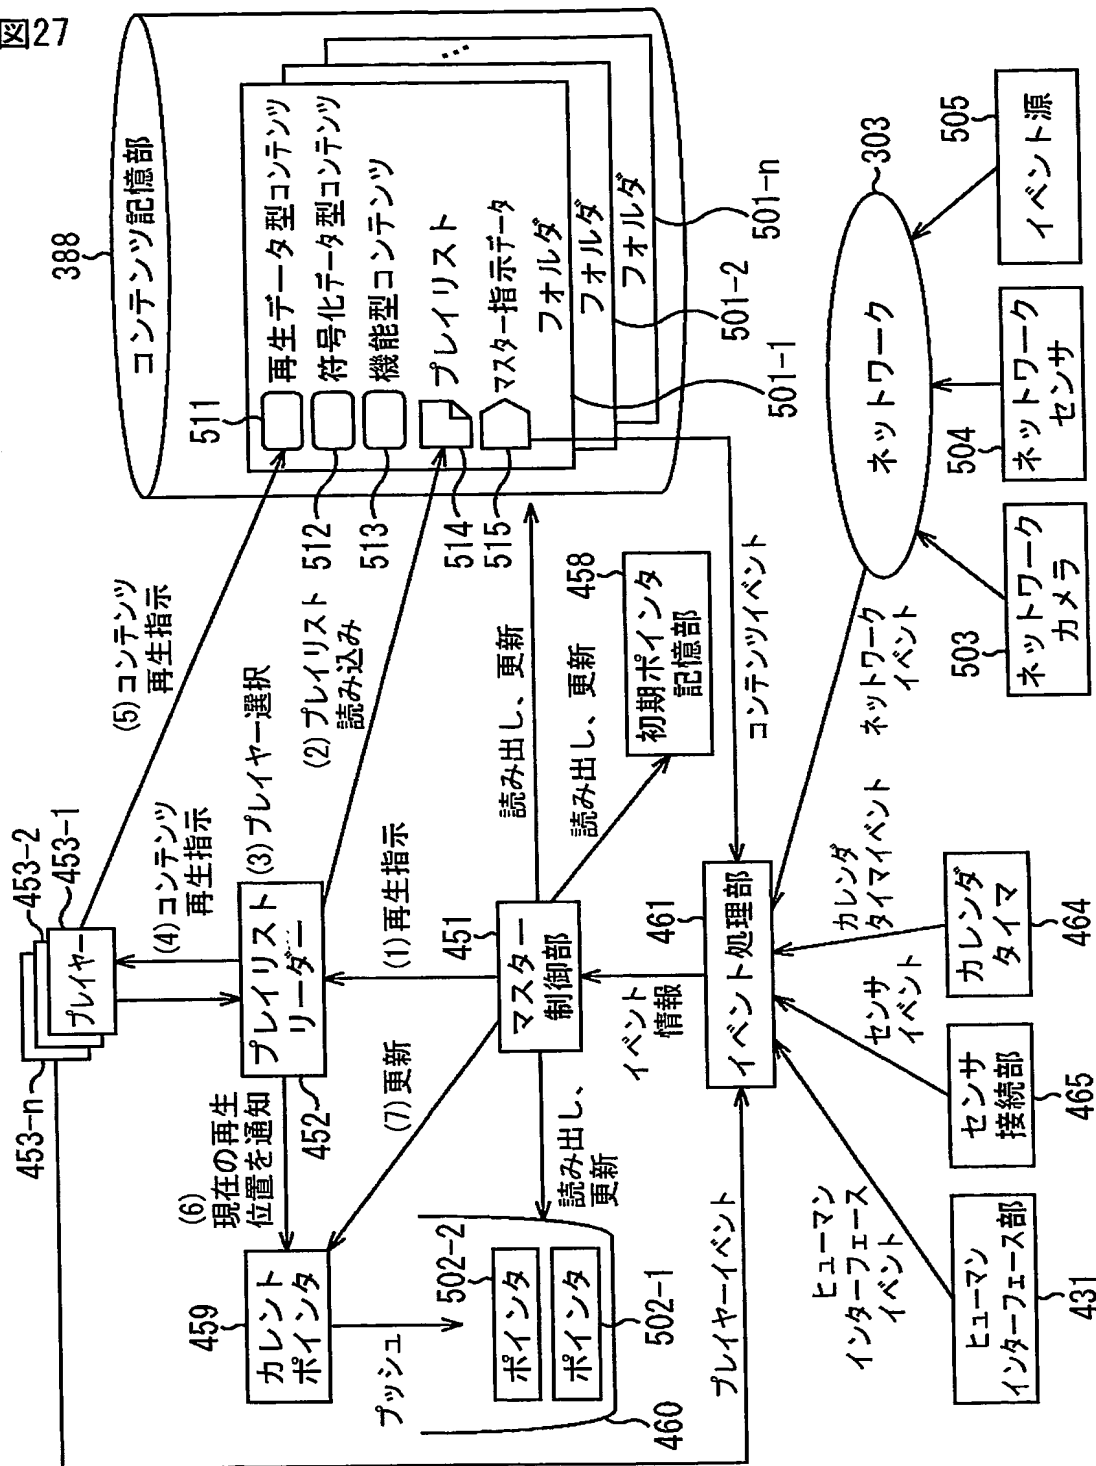 図27
388
コンテンツ記憶部
511
再生データ型コンテンツ
512
符号化データ型コンテンツ
513
機能型コンテンツ
514
プレイリスト
515
マスター指示データ
フォルダ
フォルダ
フォルダ
501-1
501-2
501-n
453-n
453-2
453-1
プレイヤー
(5)コンテンツ
再生指示
(4)コンテンツ
再生指示
(3)プレイヤー選択
(2)プレイリスト
読み込み
プレイリスト
リーダー
452
(6)
現在の再生
位置を通知
459
カレント
ポインタ
プッシュ
(7)更新
(1)再生指示
451
マスター
制御部
読み出し、更新
読み出し、更新
458
初期ポインタ
記憶部
読み出し、
更新
502-2
ポインタ
ポインタ
502-1
460
イベント
情報
461
イベント処理部
コンテンツイベント
プレイヤーイベント
ヒューマン
インターフェース
イベント
センサ
イベント
カレンダ
タイマイベント
ネットワーク
イベント
ヒューマン
インターフェース部
431
センサ
接続部
465
カレンダ
タイマ
464
303
ネットワーク
503
ネットワーク
カメラ
504
ネットワーク
センサ
505
イベント源